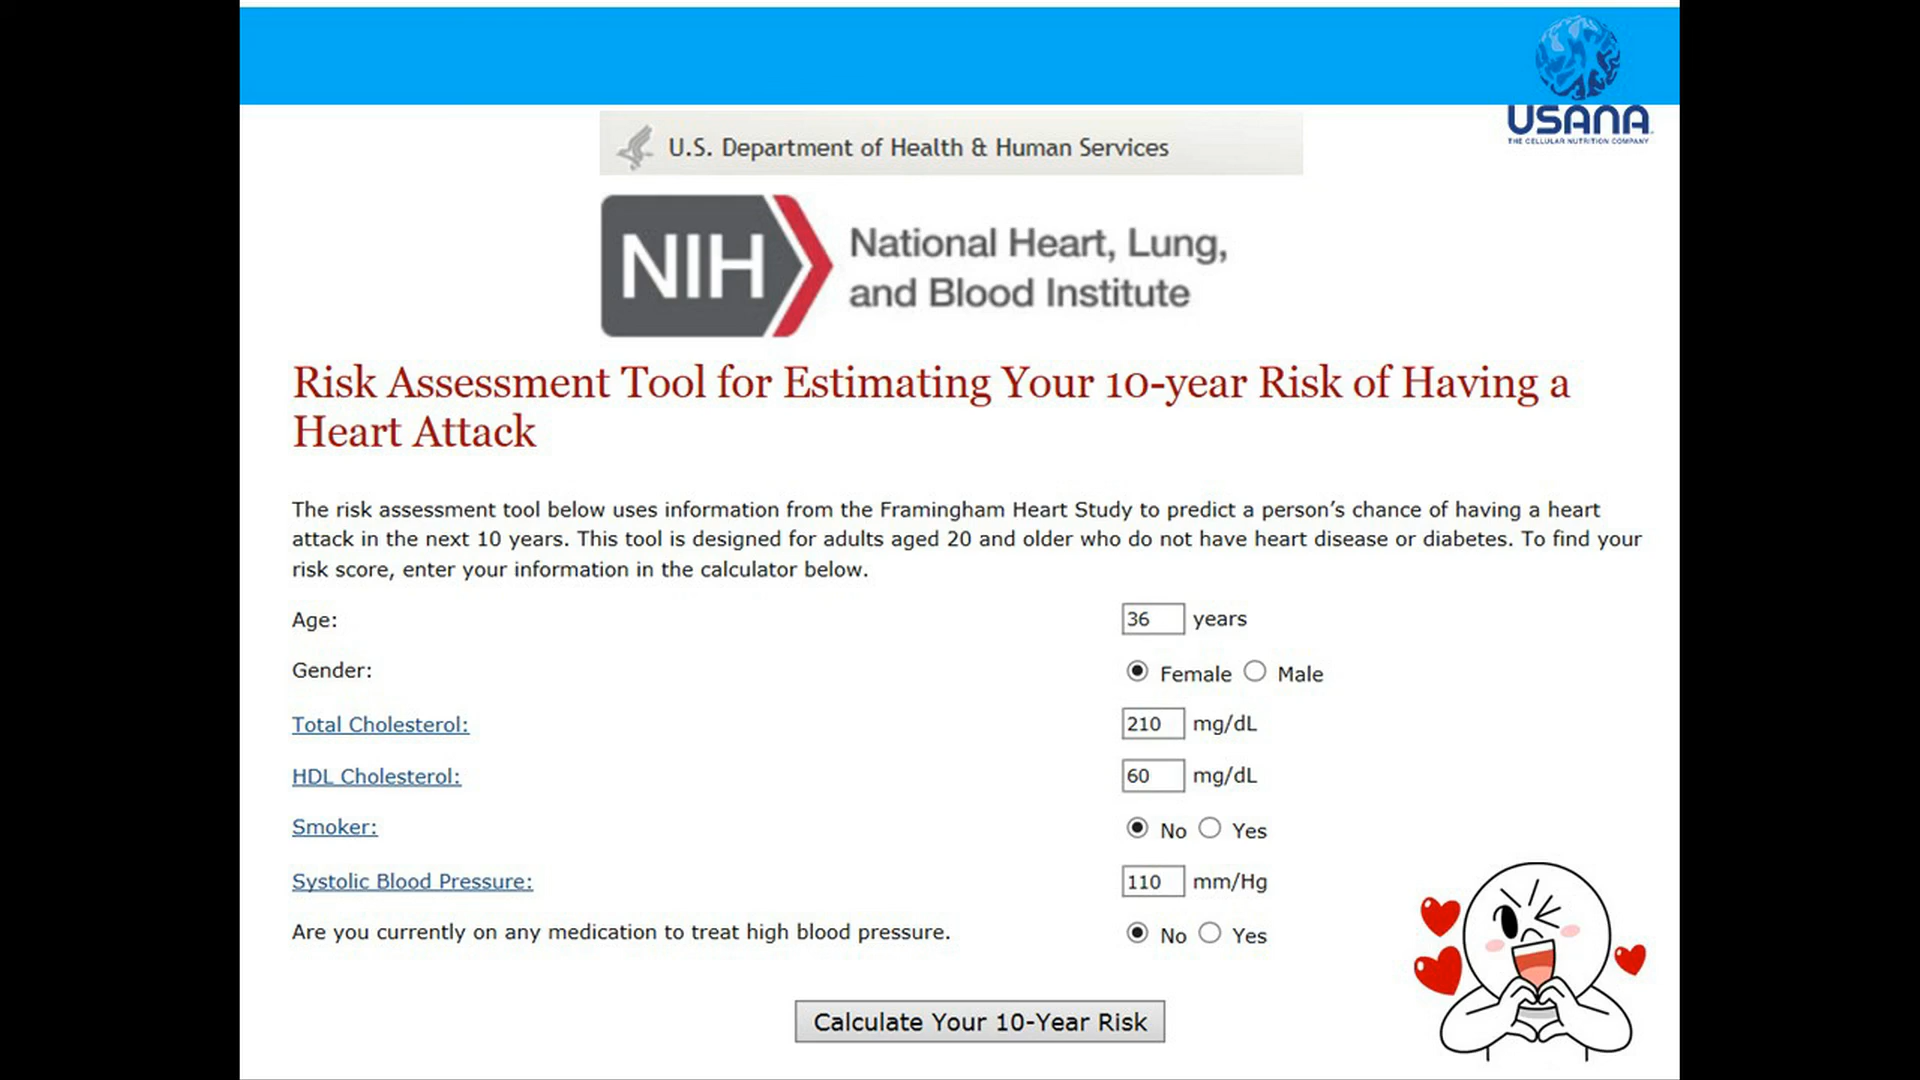 USANA
THE CELLULAR NUTRITION COMPANY
U.S. Department of Health & Human Services
NIH
National Heart, Lung,
and Blood Institute
Risk Assessment Tool for Estimating Your 10-year Risk of Having a
Heart Attack
The risk assessment tool below uses information from the Framingham Heart Study to predict a person’s chance of having a heart
attack in the next 10 years. This tool is designed for adults aged 20 and older who do not have heart disease or diabetes. To find your
risk score, enter your information in the calculator below.
Age: 36 years
Gender: Female Male
Total Cholesterol: 210 mg/dL
HDL Cholesterol: 60 mg/dL
Smoker: No Yes
Systolic Blood Pressure: 110 mm/Hg
Are you currently on any medication to treat high blood pressure. No Yes
Calculate Your 10-Year Risk